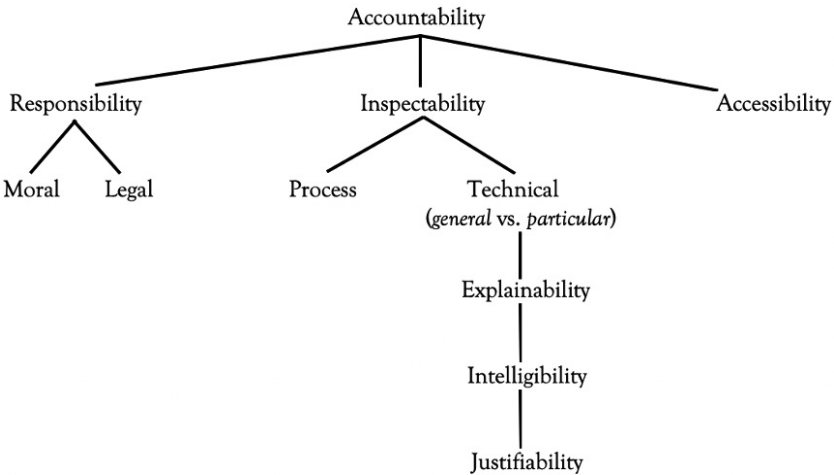 Accountability
Responsibility
Inspectability
Accessibility
Moral
Legal
Process
Technical
(general vs. particular)
Explainability
Intelligibility
Justifiability